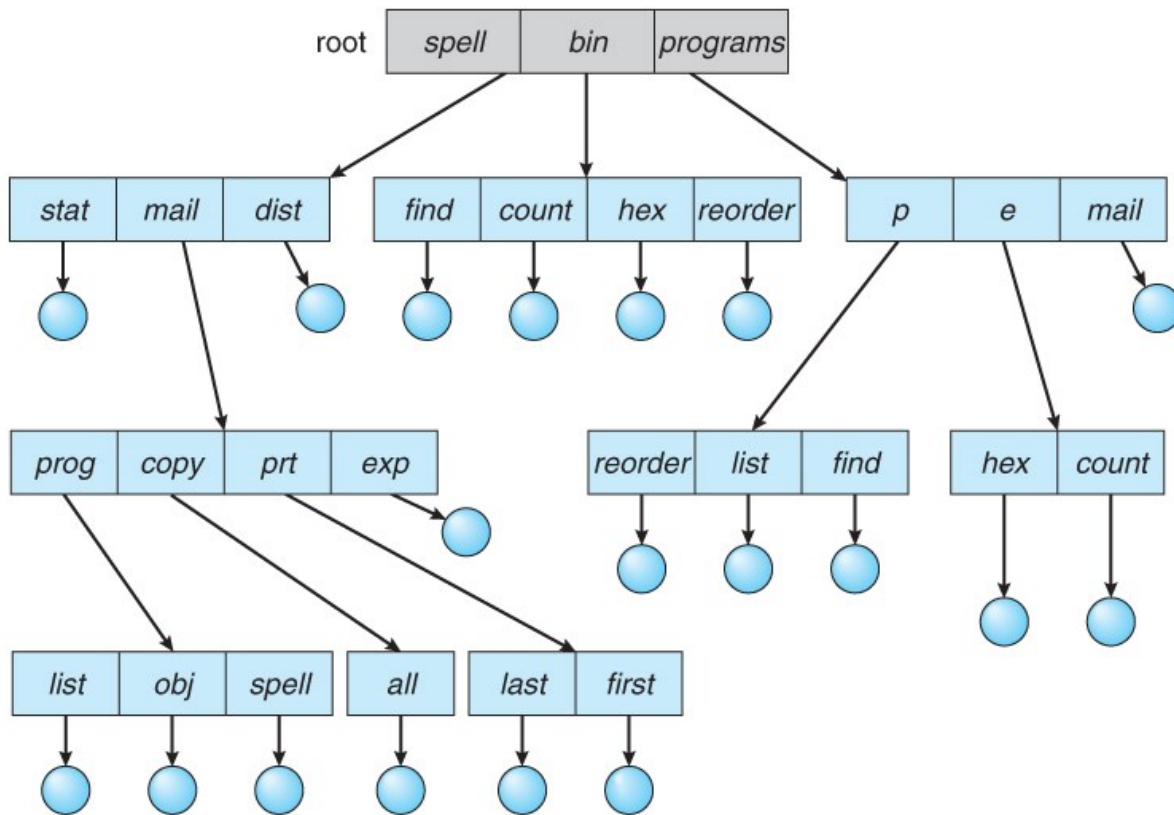 root spell bin programs
stat mail dist find count hex reorder p e mail
prog copy prt exp reorder list find hex count
list obj spell all last first